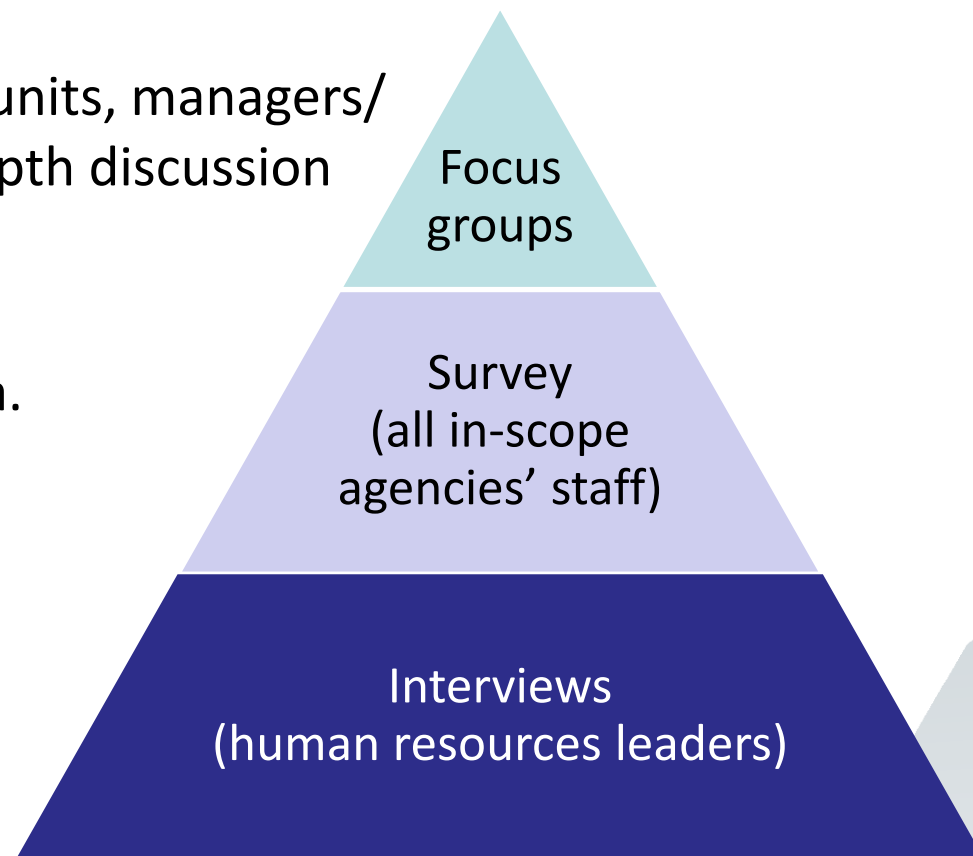 units, managers/
pth discussion
Focus
groups
Survey
(all in-scope
agencies’ staff)
Interviews
(human resources leaders)